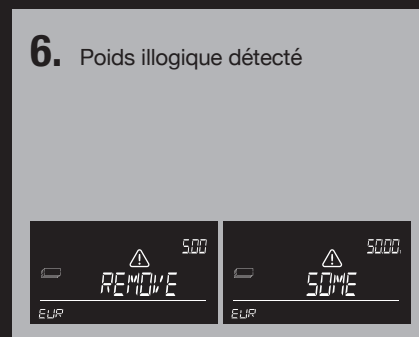 6. Poids illogique détecté
5.00
REMOVE
EUR
50.00.
SOME
EUR